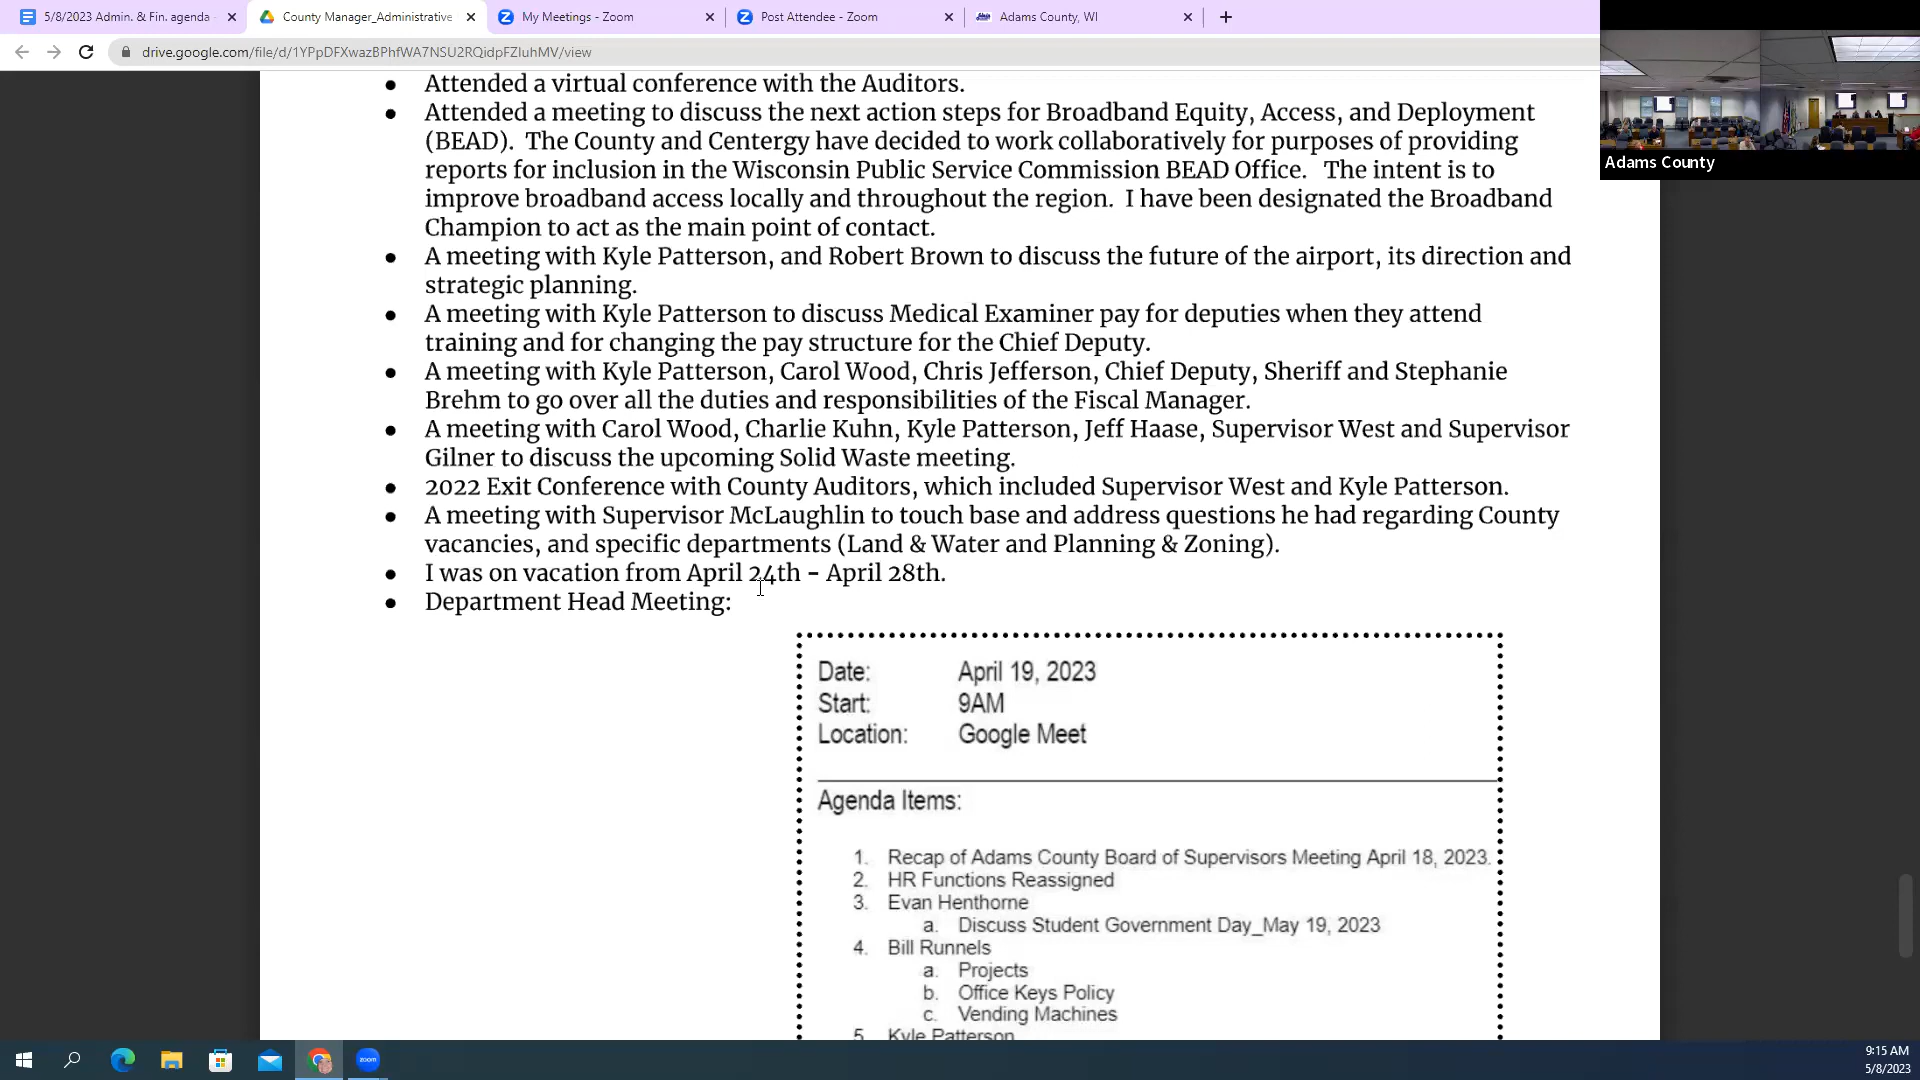 5/8/2023 Admin. & Fin. agenda
County Manager_Administrative
My Meetings - Zoom
Post Attendee - Zoom
Adams County, WI
drive.google.com/file/d/1YPpDFXwazBPhfWA7NSU2RQidpFZluhMV/view
Adams County
• Attended a virtual conference with the Auditors.
• Attended a meeting to discuss the next action steps for Broadband Equity, Access, and Deployment
(BEAD). The County and Centergy have decided to work collaboratively for purposes of providing
reports for inclusion in the Wisconsin Public Service Commission BEAD Office. The intent is to
improve broadband access locally and throughout the region. I have been designated the Broadband
Champion to act as the main point of contact.
• A meeting with Kyle Patterson, and Robert Brown to discuss the future of the airport, its direction and
strategic planning.
• A meeting with Kyle Patterson to discuss Medical Examiner pay for deputies when they attend
training and for changing the pay structure for the Chief Deputy.
• A meeting with Kyle Patterson, Carol Wood, Chris Jefferson, Chief Deputy, Sheriff and Stephanie
Brehm to go over all the duties and responsibilities of the Fiscal Manager.
• A meeting with Carol Wood, Charlie Kuhn, Kyle Patterson, Jeff Haase, Supervisor West and Supervisor
Gilner to discuss the upcoming Solid Waste meeting.
• 2022 Exit Conference with County Auditors, which included Supervisor West and Kyle Patterson.
• A meeting with Supervisor McLaughlin to touch base and address questions he had regarding County
vacancies, and specific departments (Land & Water and Planning & Zoning).
• I was on vacation from April 24th - April 28th.
• Department Head Meeting:
Date: April 19, 2023
Start: 9AM
Location: Google Meet
Agenda Items:
1. Recap of Adams County Board of Supervisors Meeting April 18, 2023.
2. HR Functions Reassigned
3. Evan Henthorne
a. Discuss Student Government Day_May 19, 2023
4. Bill Runnels
a. Projects
b. Office Keys Policy
c. Vending Machines
5. Kyle Patterson
zoom
9:15 AM
5/8/2023